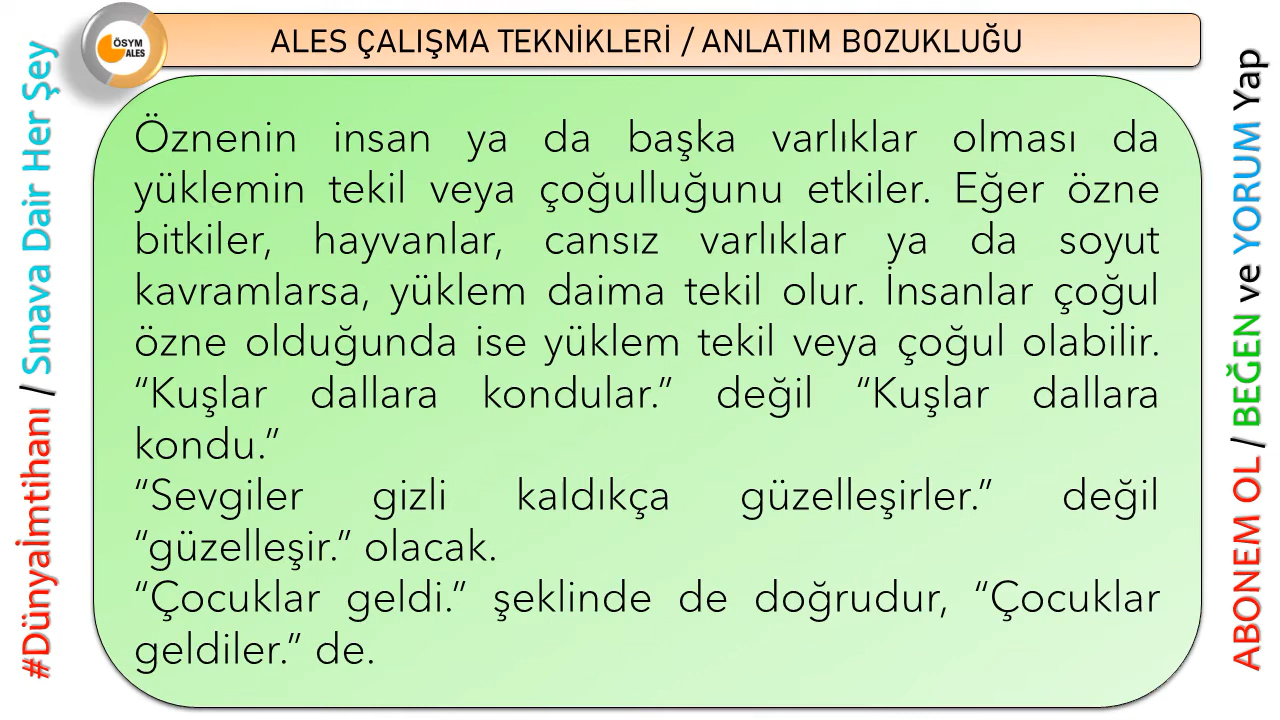 ÖSYM
ALES
ALES ÇALIŞMA TEKNİKLERİ / ANLATIM BOZUKLUĞU
#Dünyaİmtihanı / Sınava Dair Her Şey
Öznenin insan ya da başka varlıklar olması da
yüklemin tekil veya çoğulluğunu etkiler. Eğer özne
bitkiler, hayvanlar, cansız varlıklar ya da soyut
kavramlarsa, yüklem daima tekil olur. İnsanlar çoğul
özne olduğunda ise yüklem tekil veya çoğul olabilir.
“Kuşlar dallara kondular.” değil “Kuşlar dallara
kondu.”
“Sevgiler gizli kaldıkça güzelleşirler.” değil
“güzelleşir.” olacak.
“Çocuklar geldi.” şeklinde de doğrudur, “Çocuklar
geldiler.” de.
ABONEM OL / BEĞEN ve YORUM Yap